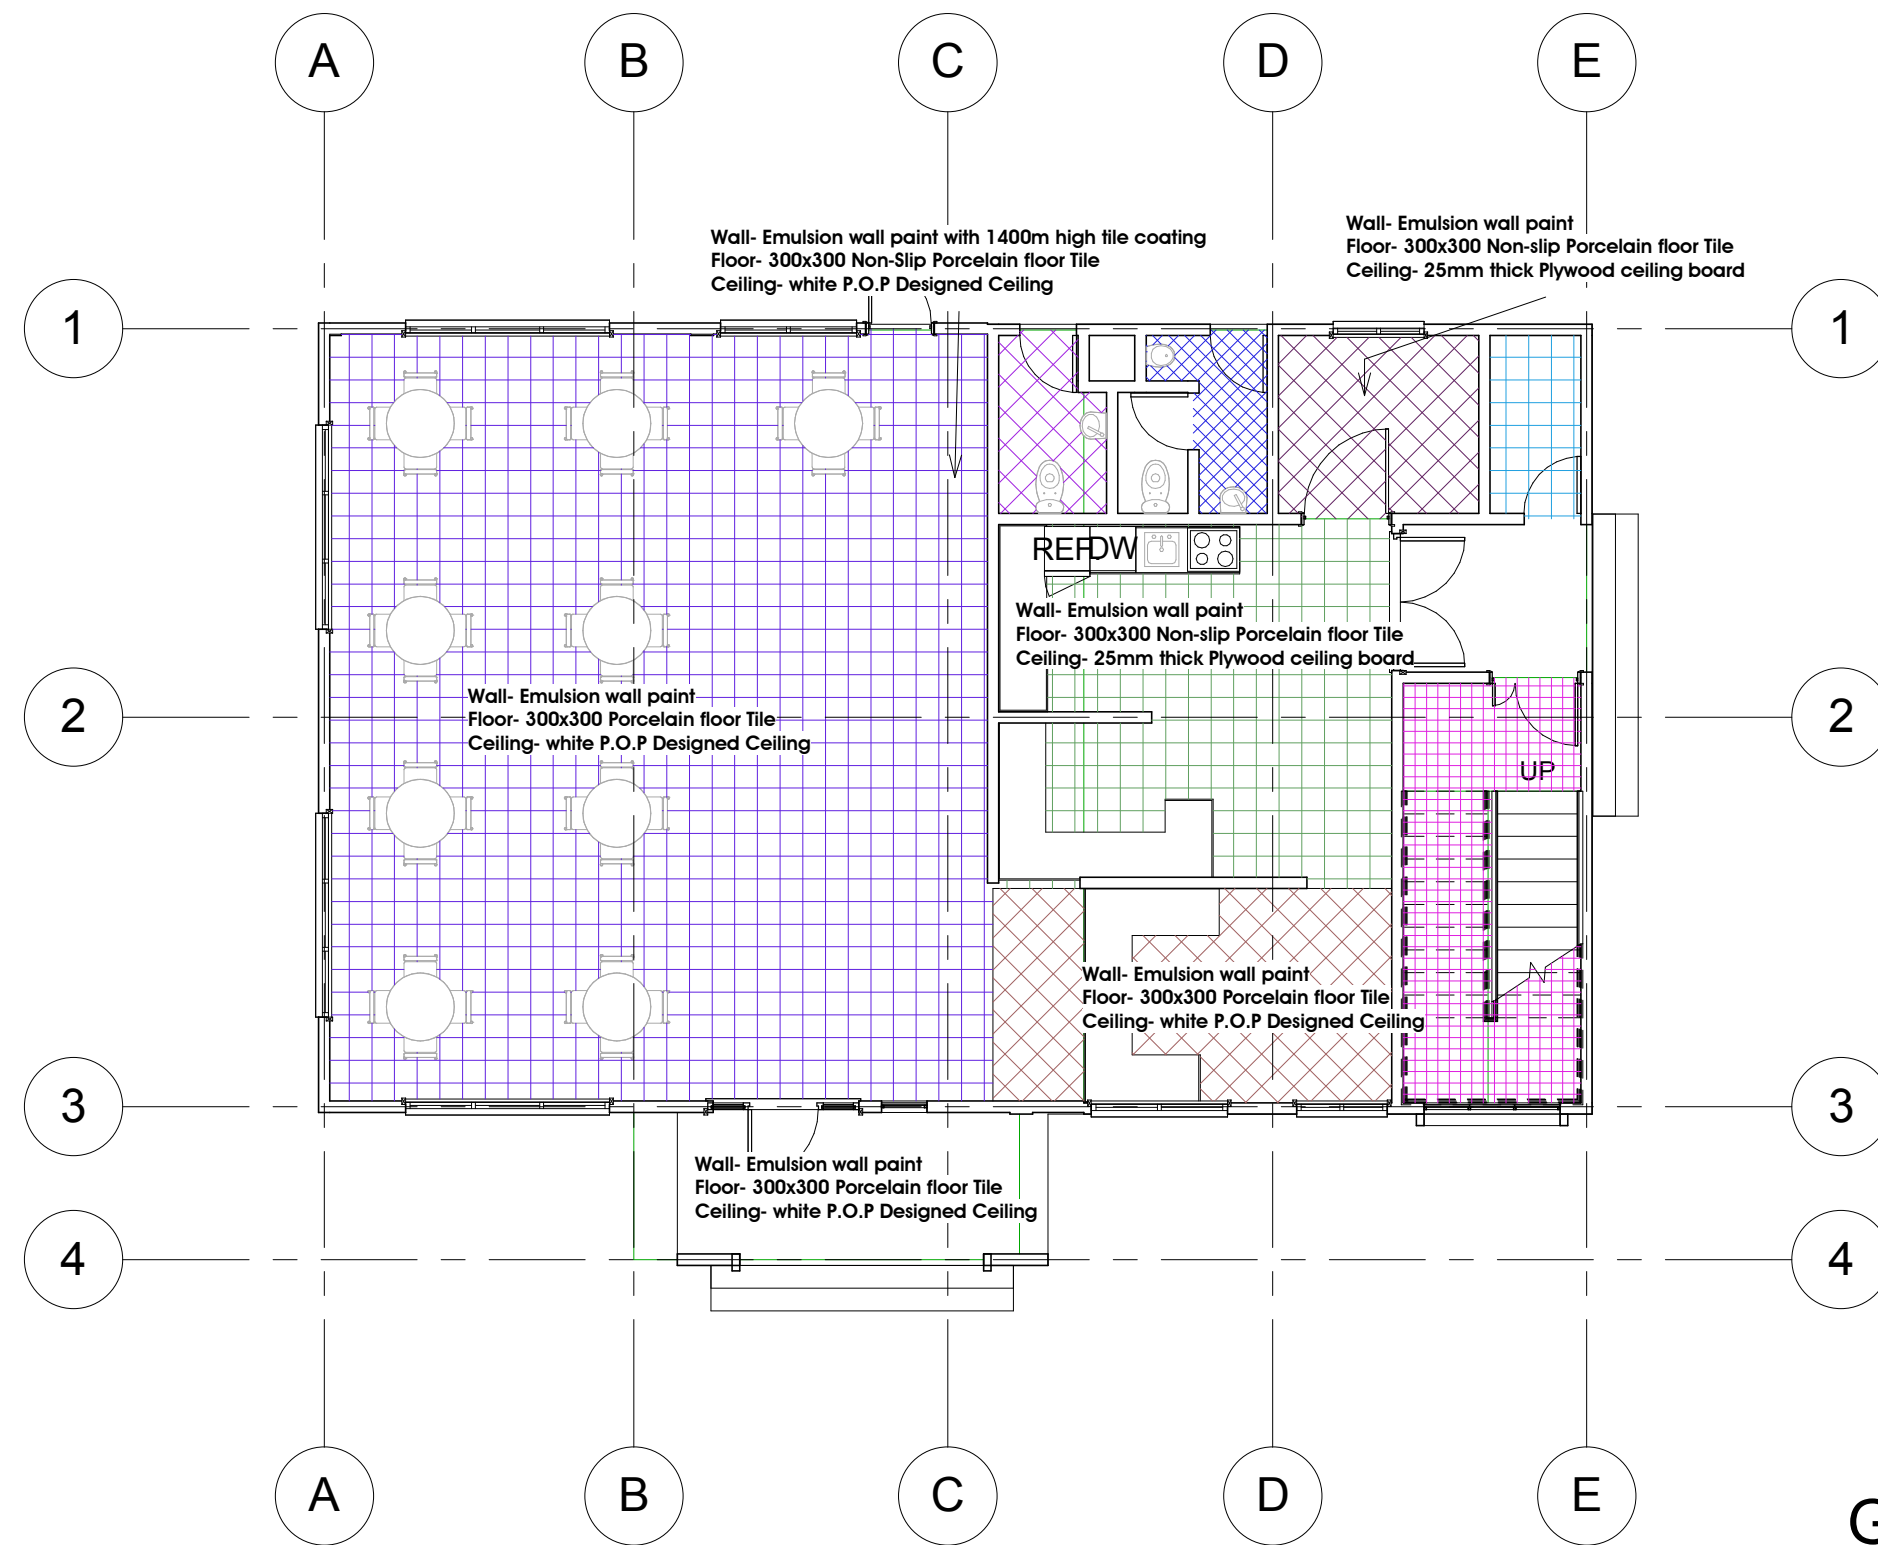 A B C D E
Wall- Emulsion wall paint
Floor- 300x300 Non-slip Porcelain floor Tile
Ceiling- 25mm thick Plywood ceiling board
Wall- Emulsion wall paint with 1400m high tile coating
Floor- 300x300 Non-Slip Porcelain floor Tile
Ceiling- white P.O.P Designed Ceiling
1 1
REF. DW
Wall- Emulsion wall paint
Floor- 300x300 Non-slip Porcelain floor Tile
Ceiling- 25mm thick Plywood ceiling board
Wall- Emulsion wall paint
Floor- 300x300 Porcelain floor Tile
Ceiling- white P.O.P Designed Ceiling
2 2
UP
Wall- Emulsion wall paint
Floor- 300x300 Porcelain floor Tile
Ceiling- white P.O.P Designed Ceiling
3 3
Wall- Emulsion wall paint
Floor- 300x300 Porcelain floor Tile
Ceiling- white P.O.P Designed Ceiling
4 4
A B C D E
G